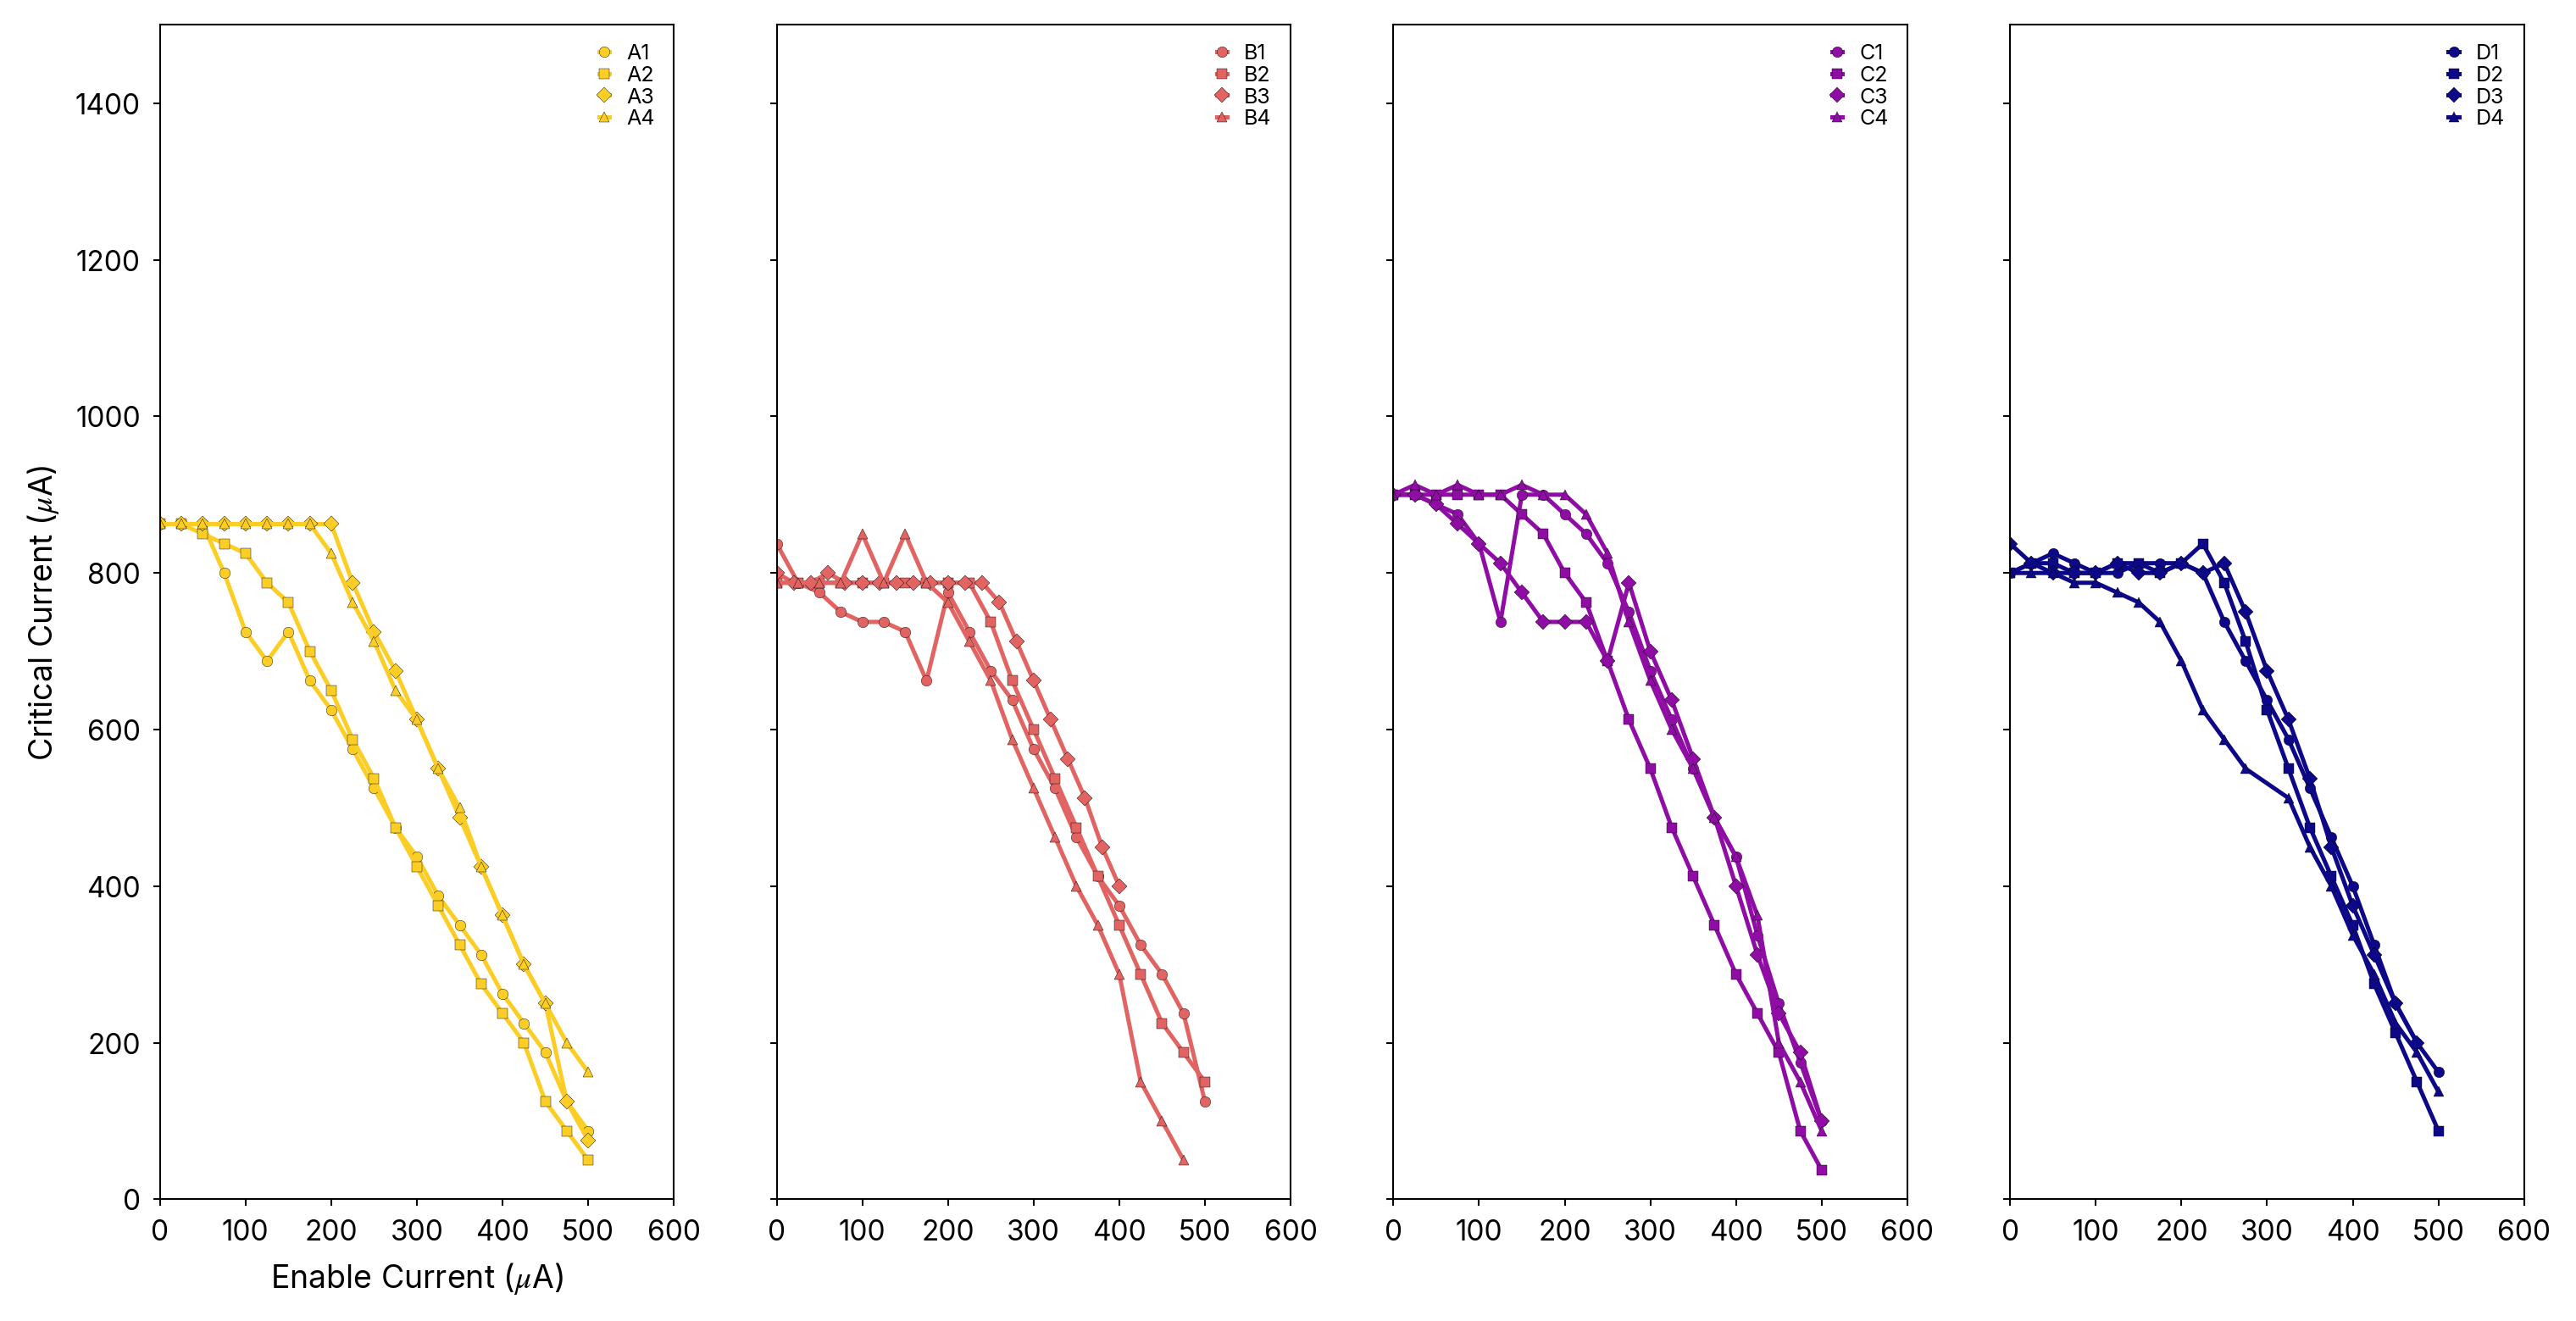 A1
A2
A3
A4
B1
B2
B3
B4
C1
C2
C3
C4
D1
D2
D3
D4
1400
1200
1000
800
600
400
200
0
Critical Current (μA)
0 100 200 300 400 500 600
0 100 200 300 400 500 600
0 100 200 300 400 500 600
0 100 200 300 400 500 600
Enable Current (μA)